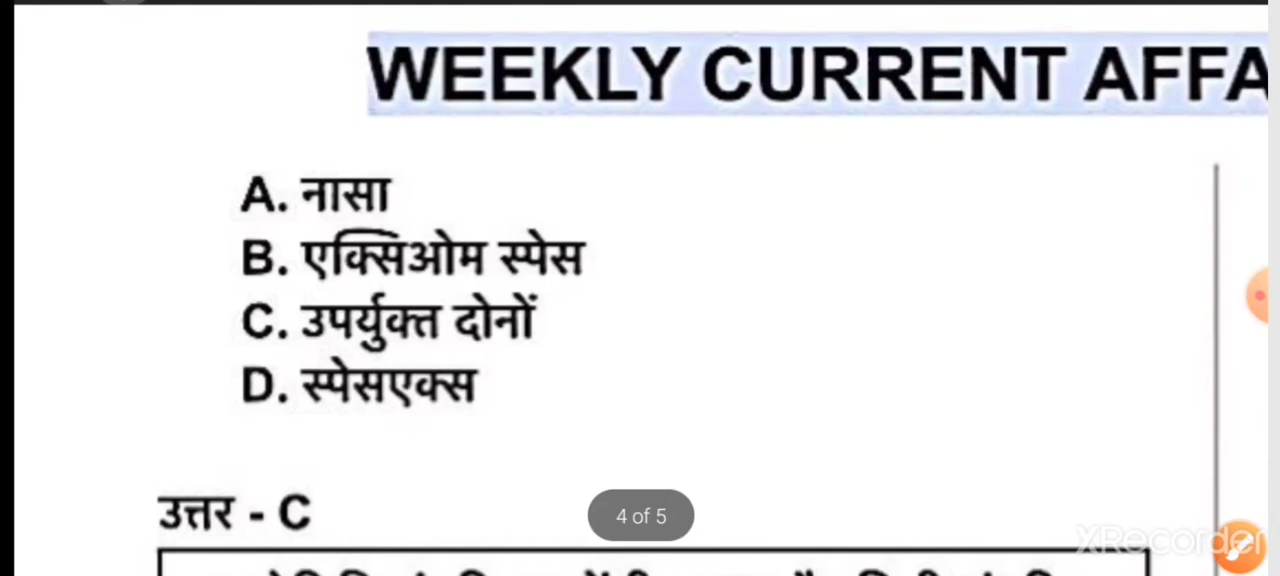 WEEKLY CURRENT AFFA
A. नासा
B. एक्सिओम स्पेस
C. उपर्युक्त दोनों
D. स्पेसएक्स
उत्तर - C
4 of 5
XRecorder